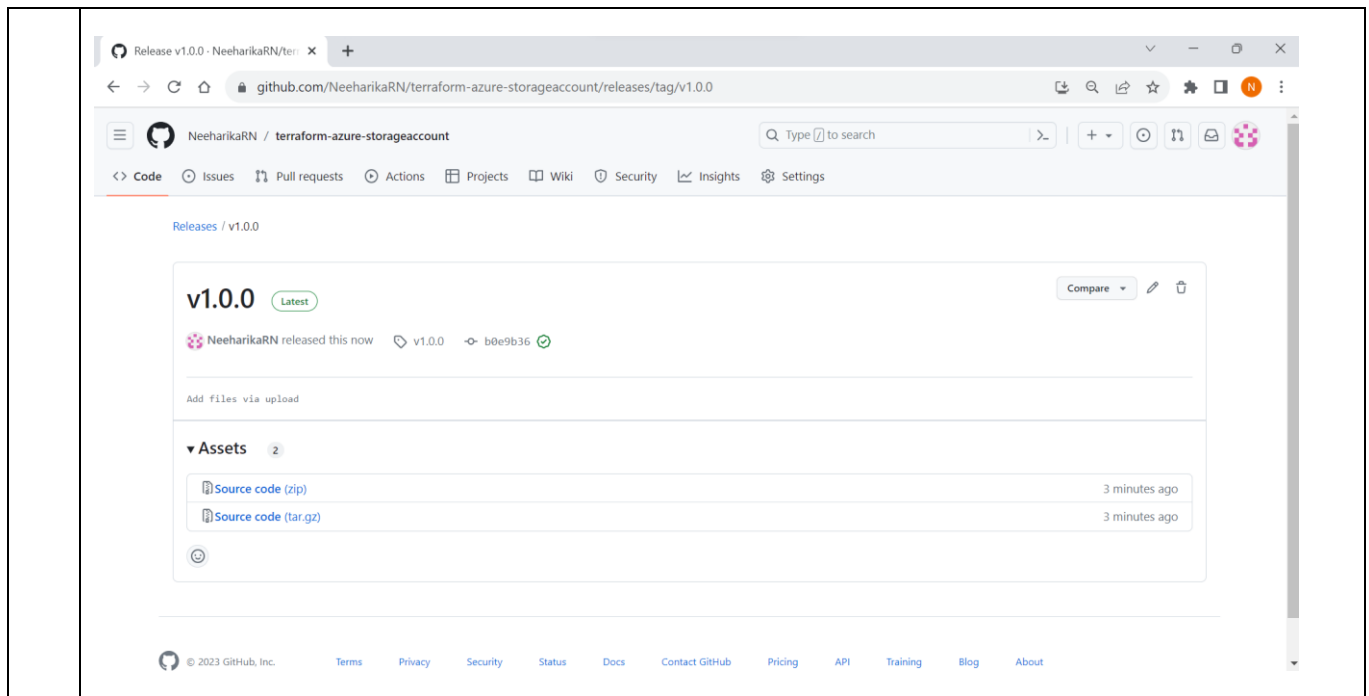 Release v1.0.0 · NeeharikaRN/terr
github.com/NeeharikaRN/terraform-azure-storageaccount/releases/tag/v1.0.0
N
NeeharikaRN / terraform-azure-storageaccount
Type / to search
<> Code Issues Pull requests Actions Projects Wiki Security Insights Settings
Releases / v1.0.0
v1.0.0 Latest
Compare
NeeharikaRN released this now v1.0.0 b0e9b36
Add files via upload
Assets 2
Source code (zip) 3 minutes ago
Source code (tar.gz) 3 minutes ago
© 2023 GitHub, Inc. Terms Privacy Security Status Docs Contact GitHub Pricing API Training Blog About